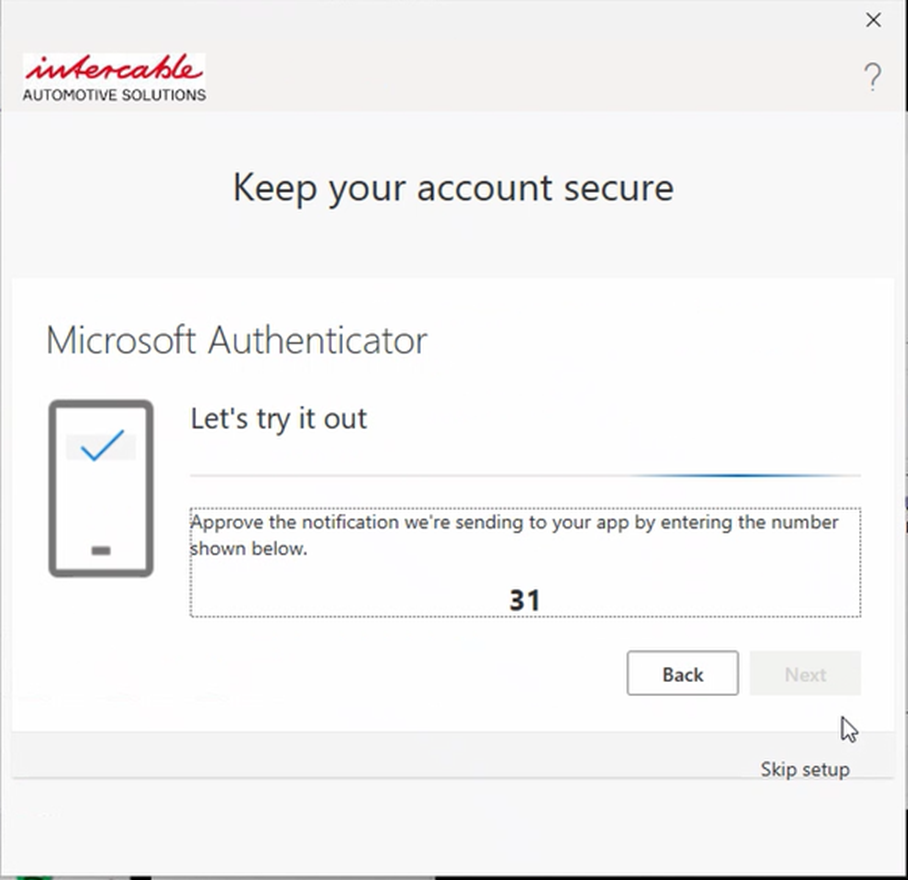 intercable
AUTOMOTIVE SOLUTIONS
?
Keep your account secure
Microsoft Authenticator
Let's try it out
Approve the notification we're sending to your app by entering the number
shown below.
31
Back
Next
Skip setup